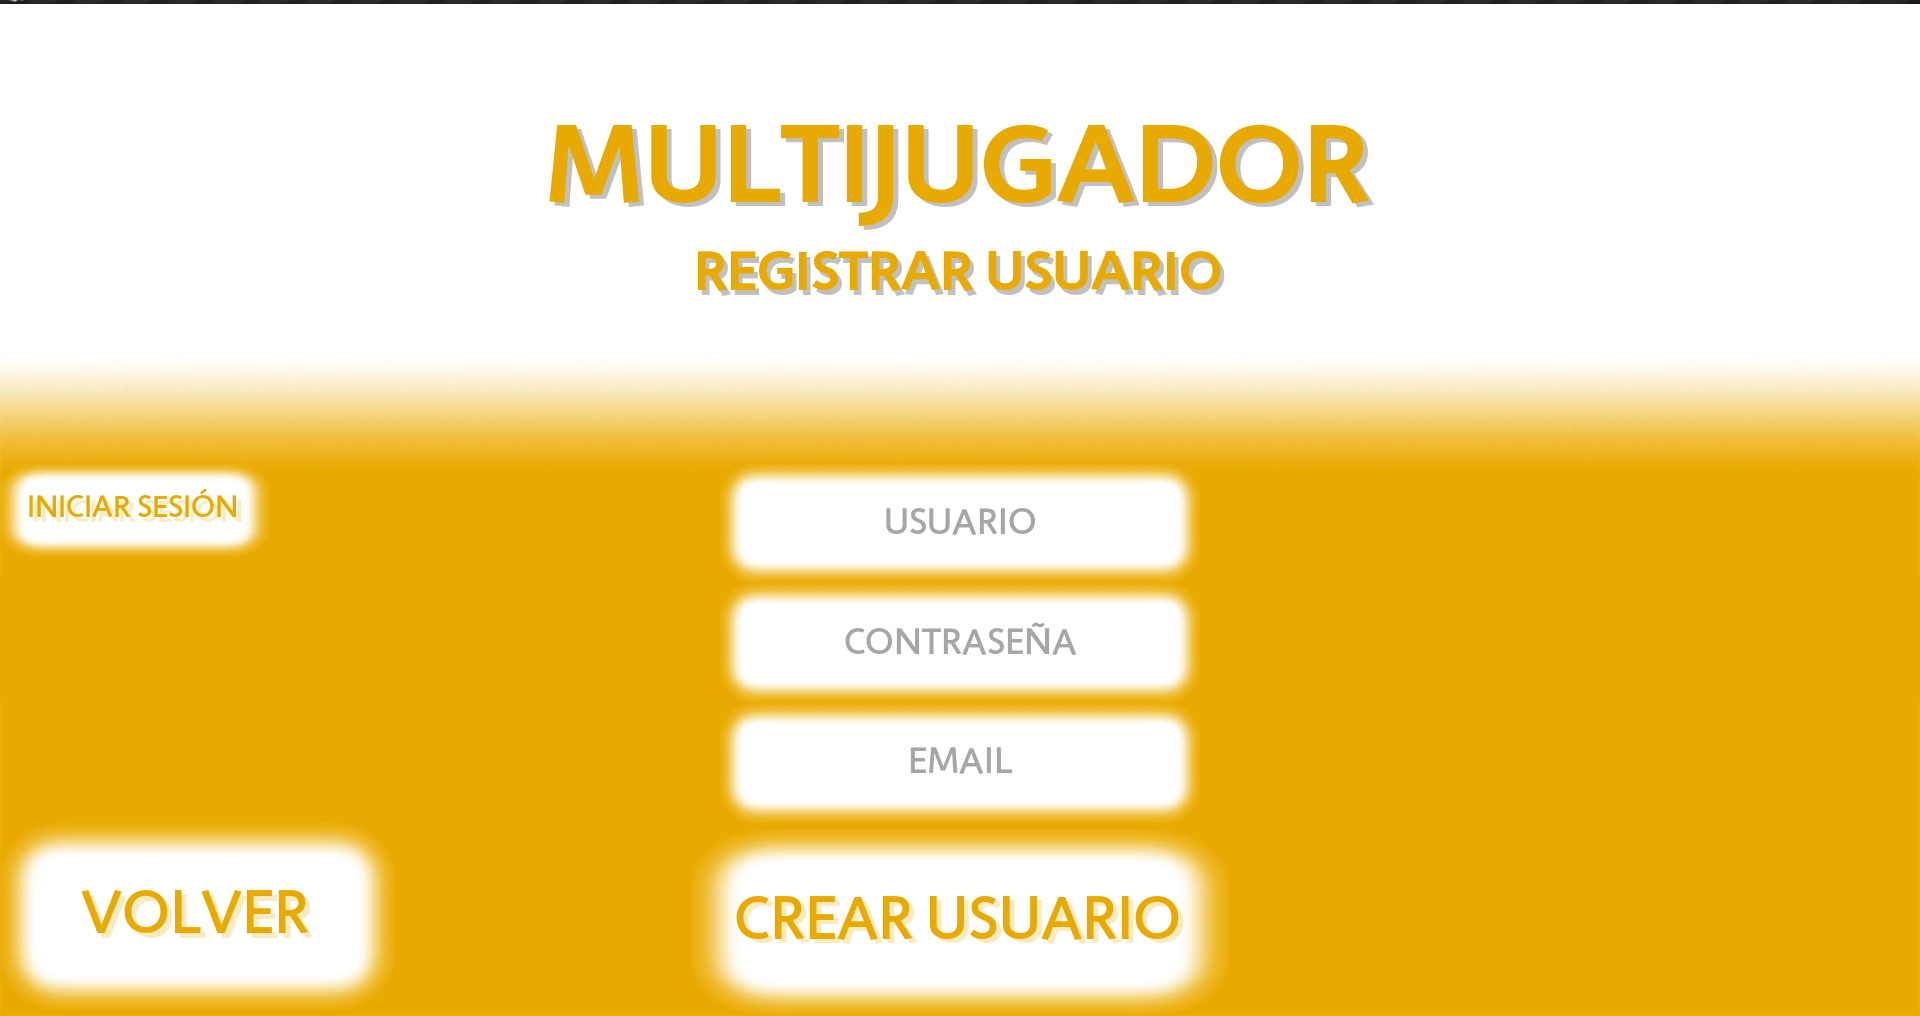 MULTIJUGADOR
REGISTRAR USUARIO
INICIAR SESIÓN
USUARIO
CONTRASEÑA
EMAIL
VOLVER
CREAR USUARIO